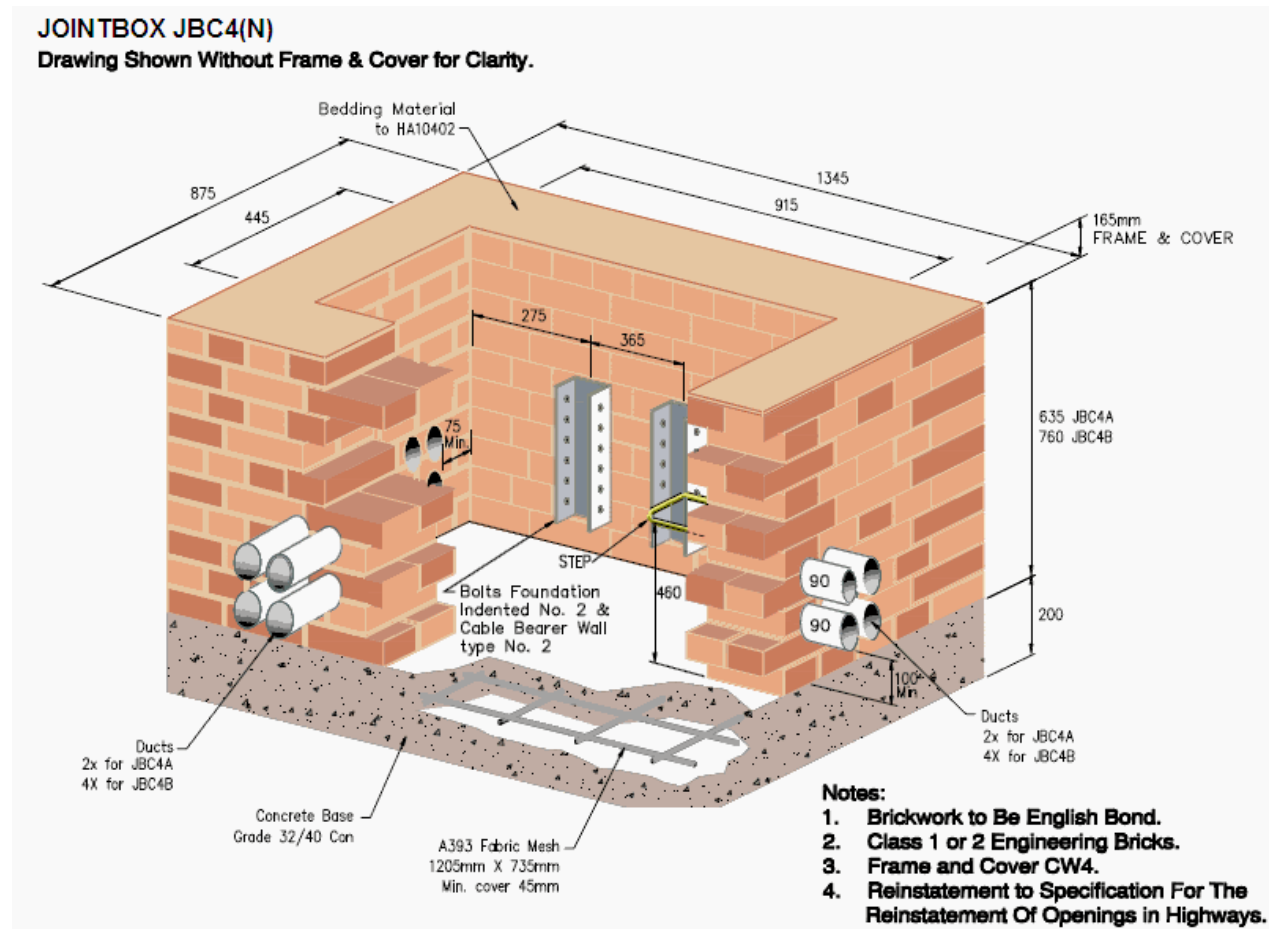 JOINTBOX JBC4(N)
Drawing Shown Without Frame & Cover for Clarity.
Bedding Material
to HA10402
875
445
1345
915
165mm
FRAME & COVER
275
365
75
Min.
635 JBC4A
760 JBC4B
STEP
460
Bolts Foundation
Indented No. 2 &
Cable Bearer Wall
type No. 2
90
90
200
100
Min
Ducts
2x for JBC4A
4X for JBC4B
Ducts
2x for JBC4A
4X for JBC4B
Concrete Base
Grade 32/40 Con
A393 Fabric Mesh
1205mm X 735mm
Min. cover 45mm
Notes:
1. Brickwork to Be English Bond.
2. Class 1 or 2 Engineering Bricks.
3. Frame and Cover CW4.
4. Reinstatement to Specification For The
Reinstatement Of Openings in Highways.